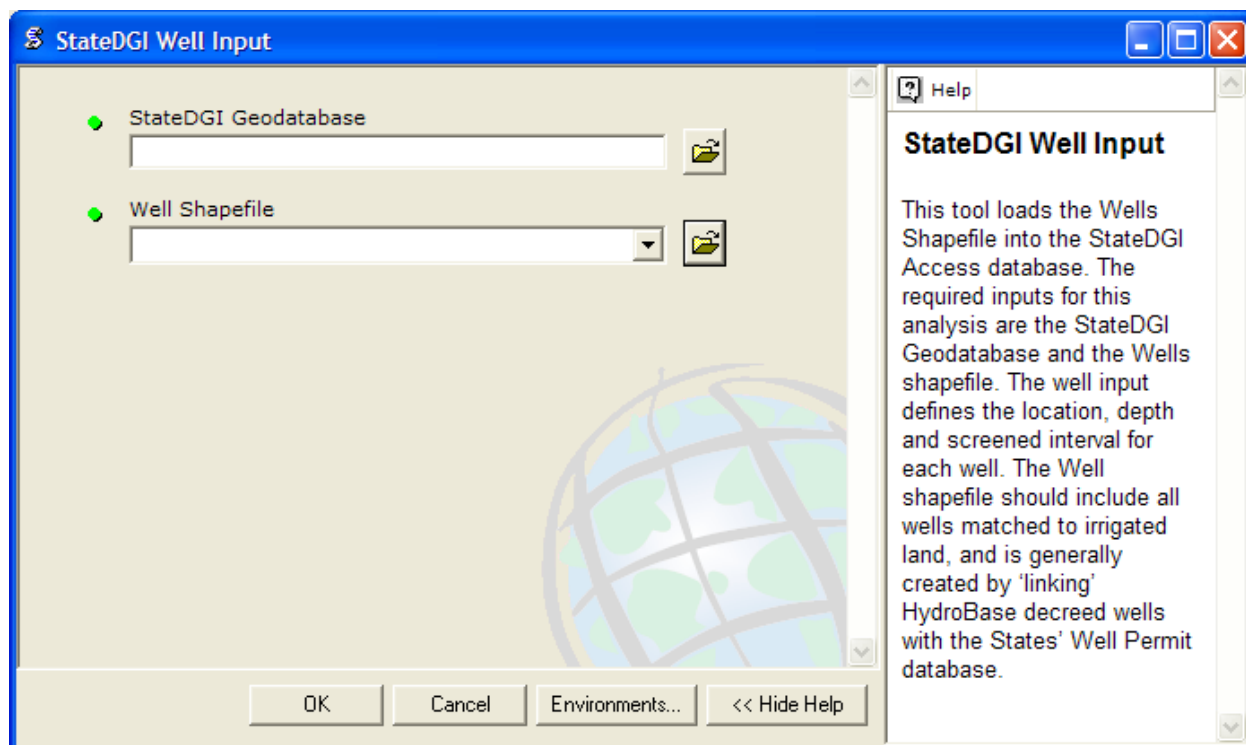 StateDGI Well Input
StateDGI Geodatabase
Well Shapefile
OK
Cancel
Environments...
<< Hide Help
Help
StateDGI Well Input
This tool loads the Wells
Shapefile into the StateDGI
Access database. The
required inputs for this
analysis are the StateDGI
Geodatabase and the Wells
shapefile. The well input
defines the location, depth
and screened interval for
each well. The Well
shapefile should include all
wells matched to irrigated
land, and is generally
created by ‘linking’
HydroBase decreed wells
with the States’ Well Permit
database.